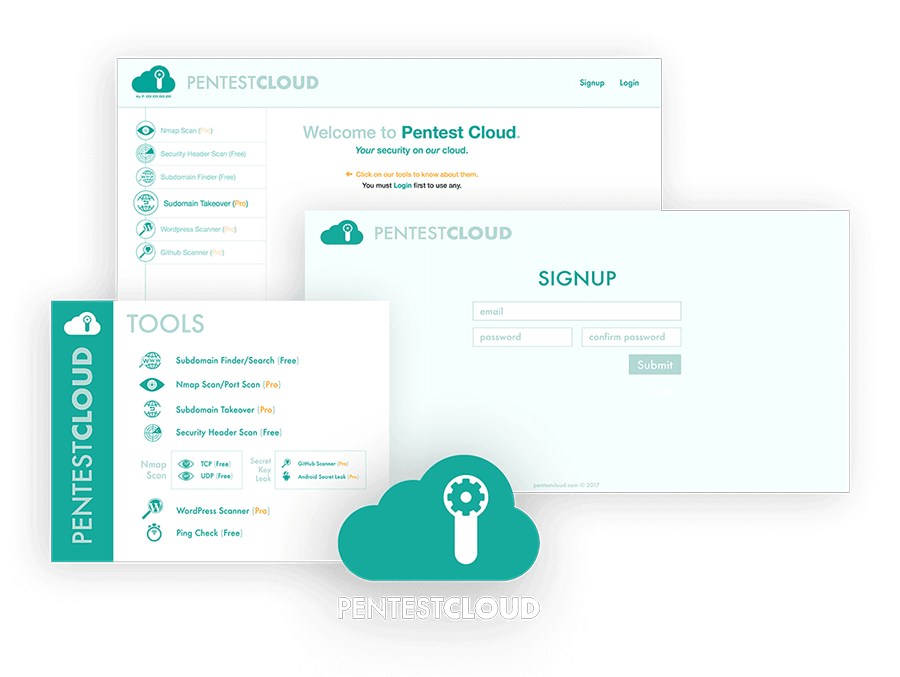 PENTESTCLOUD
Signup Login
Nmap Scan (Pro)
Security Header Scan (Free)
Subdomain Finder (Free)
Sudomain Takeover (Pro)
Wordpress Scanner (Pro)
Github Scanner (Pro)
Welcome to Pentest Cloud.
Your security on our cloud.
Click on our tools to know about them.
You must Login first to use any.
PENTESTCLOUD
SIGNUP
email
password confirm password
Submit
pentestcloud.com © 2017
PENTESTCLOUD
TOOLS
Subdomain Finder/Search (Free)
Nmap Scan/Port Scan (Pro)
Subdomain Takeover (Pro)
Security Header Scan (Free)
Nmap
Scan
TCP (Free)
UDP (Free)
Secret
Key
Leak
GitHub Scanner (Pro)
Android Secret Leak (Pro)
WordPress Scanner (Pro)
Ping Check (Free)
PENTESTCLOUD